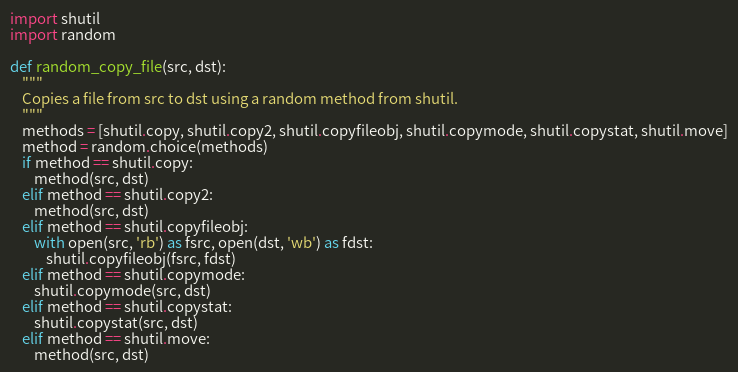 import shutil
import random

def random_copy_file(src, dst):
    """
    Copies a file from src to dst using a random method from shutil.
    """
    methods = [shutil.copy, shutil.copy2, shutil.copyfileobj, shutil.copymode, shutil.copystat, shutil.move]
    method = random.choice(methods)
    if method == shutil.copy:
        method(src, dst)
    elif method == shutil.copy2:
        method(src, dst)
    elif method == shutil.copyfileobj:
        with open(src, 'rb') as fsrc, open(dst, 'wb') as fdst:
            shutil.copyfileobj(fsrc, fdst)
    elif method == shutil.copymode:
        shutil.copymode(src, dst)
    elif method == shutil.copystat:
        shutil.copystat(src, dst)
    elif method == shutil.move:
        method(src, dst)